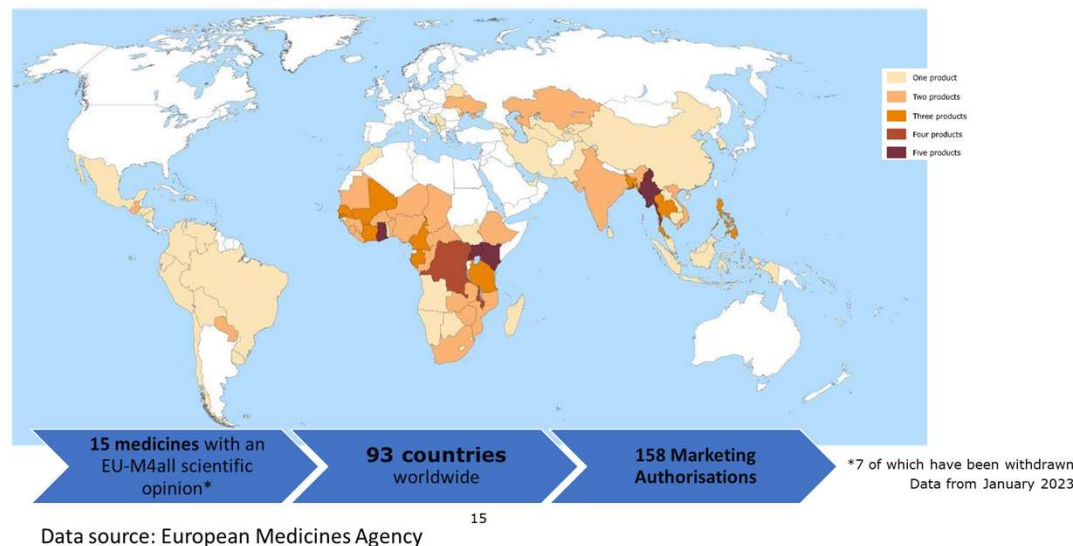 One product
Two products
Three products
Four products
Five products
15 medicines with an
EU-M4all scientific
opinion*
93 countries
worldwide
158 Marketing
Authorisations
*7 of which have been withdrawn
Data from January 2023
15
Data source: European Medicines Agency